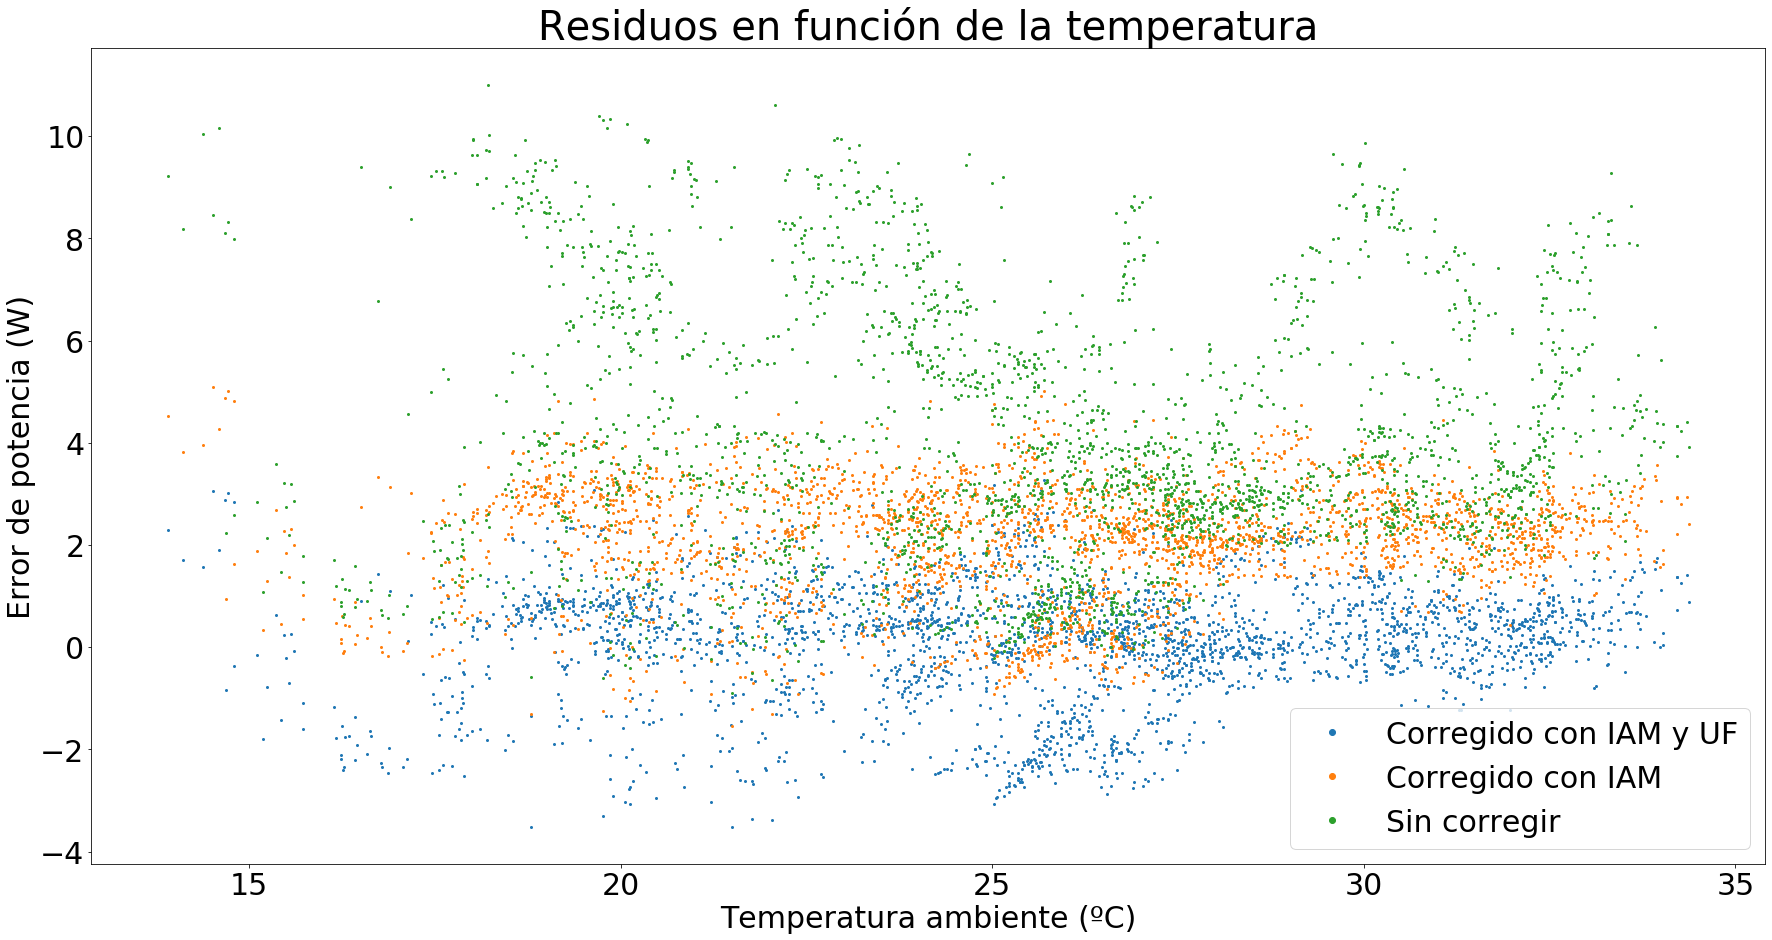 Residuos en función de la temperatura
Error de potencia (W)
10
8
6
4
2
0
−2
−4
15
20
25
30
35
Temperatura ambiente (ºC)
Corregido con IAM y UF
Corregido con IAM
Sin corregir